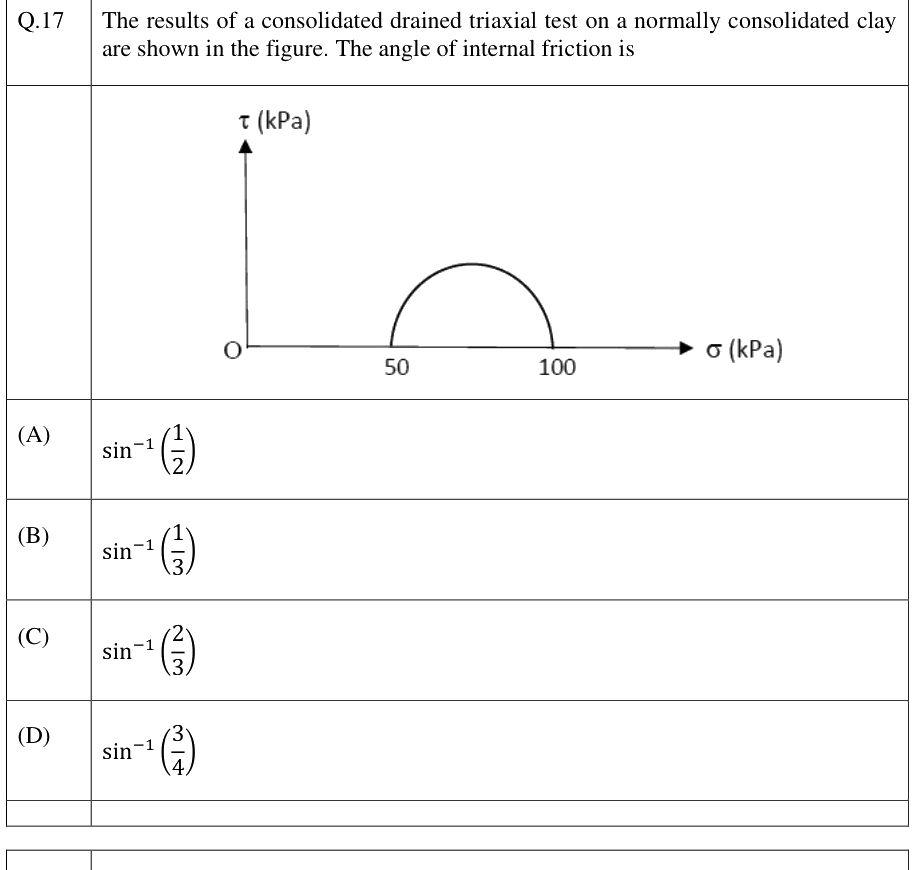 Q.17 The results of a consolidated drained triaxial test on a normally consolidated clay
are shown in the figure. The angle of internal friction is
τ (kPa)
O
σ (kPa)
50 100
(A) sin⁻¹ (1/2)
(B) sin⁻¹ (1/3)
(C) sin⁻¹ (2/3)
(D) sin⁻¹ (3/4)